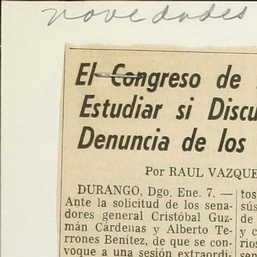 novedades
El Congreso de
Estudiar si Discu
Denuncia de los
Por RAUL VAZQUE
DURANGO, Dgo. Ene. 7. —
Ante la solicitud de los sena-
dores general Cristóbal Guz-
mán Cárdenas y Alberto Te-
rrones Benítez, de que se con-
voque a una sesión extraordi-
tos
sús
de
y c
rios
sen